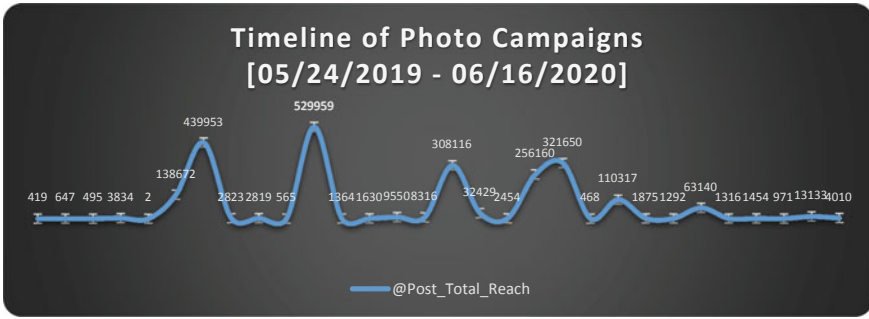 Timeline of Photo Campaigns
[05/24/2019 - 06/16/2020]
419 647 495 3834 2 138672 439953 2823 2819 565 529959 1364 1630 9550 8316 308116 32429 2454 256160 321650 468 110317 1875 1292 63140 1316 1454 971 13133 4010
@Post_Total_Reach